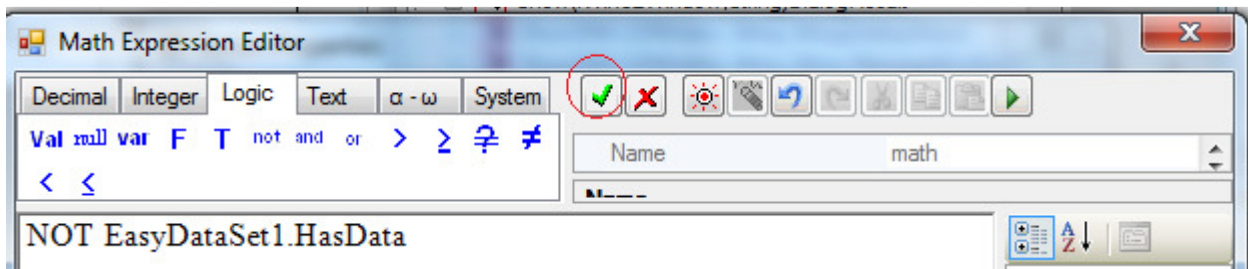 Math Expression Editor
Decimal Integer Logic Text α - ω System
Val null var F T not and or > ≥ ≠
< ≤
Name math
NOT EasyDataSet1.HasData